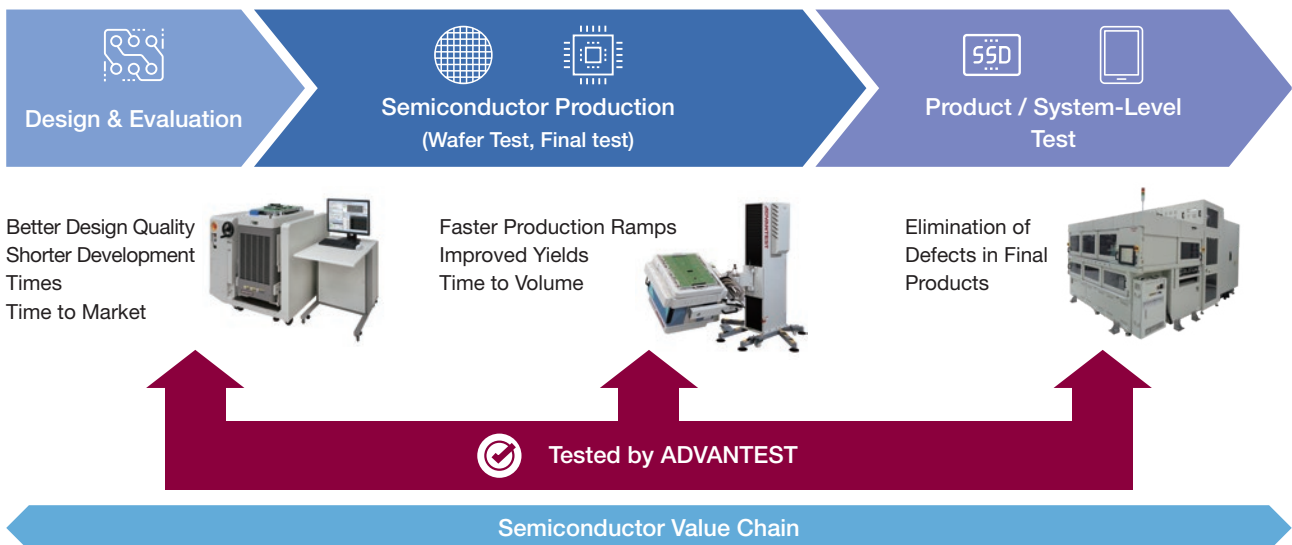 SSD
Design & Evaluation
Semiconductor Production
(Wafer Test, Final test)
Product / System-Level
Test
Better Design Quality
Shorter Development
Times
Time to Market
Faster Production Ramps
Improved Yields
Time to Volume
ADVANTEST
Elimination of
Defects in Final
Products
Tested by ADVANTEST
Semiconductor Value Chain